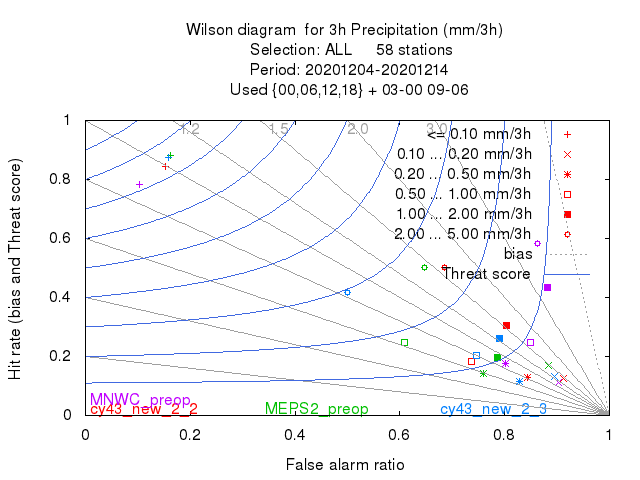 Wilson diagram for 3h Precipitation (mm/3h)
Selection: ALL 58 stations
Period: 20201204-20201214
Used {00,06,12,18} + 03-00 09-06
1.2 1.5 2.0 3.0
<= 0.10 mm/3h
0.10 ... 0.20 mm/3h
0.20 ... 0.50 mm/3h
0.50 ... 1.00 mm/3h
1.00 ... 2.00 mm/3h
2.00 ... 5.00 mm/3h
bias
Threat score
1
0.8
0.6
0.4
0.2
0
Hit rate (bias and Threat score)
MNWC_preop
cy43_new_2_2 MEPS2_preop cy43_new_2_3
0 0.2 0.4 0.6 0.8 1
False alarm ratio